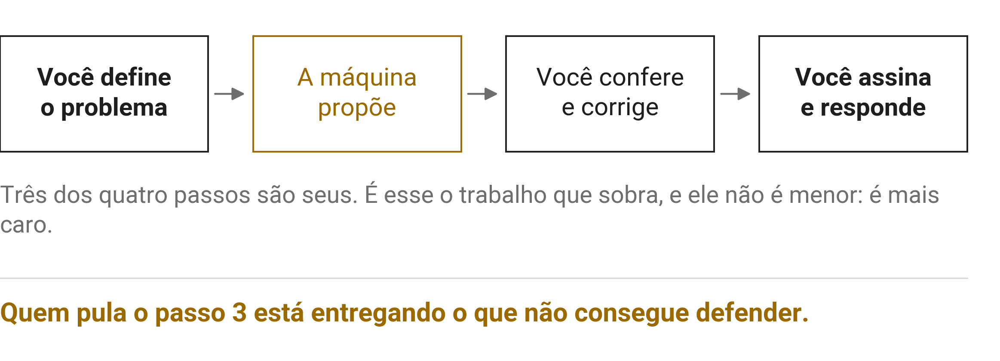 Você define
o problema
A máquina
propõe
Você confere
e corrige
Você assina
e responde
Três dos quatro passos são seus. É esse o trabalho que sobra, e ele não é menor: é mais
caro.
Quem pula o passo 3 está entregando o que não consegue defender.